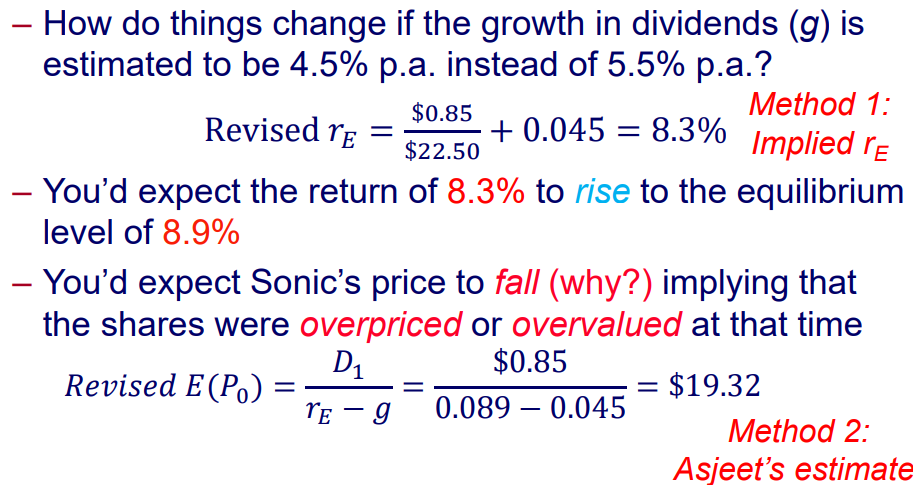 – How do things change if the growth in dividends (g) is
estimated to be 4.5% p.a. instead of 5.5% p.a.?
Revised r_E = $0.85 / $22.50 + 0.045 = 8.3%
Method 1:
Implied r_E
– You'd expect the return of 8.3% to rise to the equilibrium
level of 8.9%
– You'd expect Sonic's price to fall (why?) implying that
the shares were overpriced or overvalued at that time
Revised E(P_0) = D_1 / r_E − g = $0.85 / 0.089 − 0.045 = $19.32
Method 2:
Asjeet's estimate